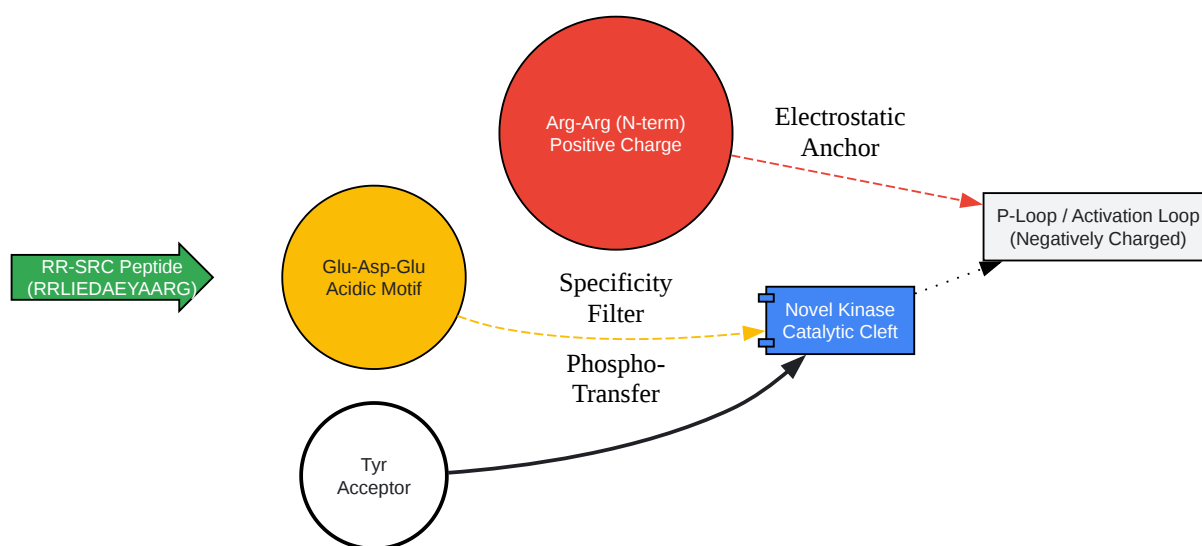 RR-SRC Peptide
(RRLIEDAEYAARG)
Arg-Arg (N-term)
Positive Charge
Electrostatic
Anchor
P-Loop / Activation Loop
(Negatively Charged)
Glu-Asp-Glu
Acidic Motif
Specificity
Filter
Novel Kinase
Catalytic Cleft
Phospho-
Transfer
Tyr
Acceptor